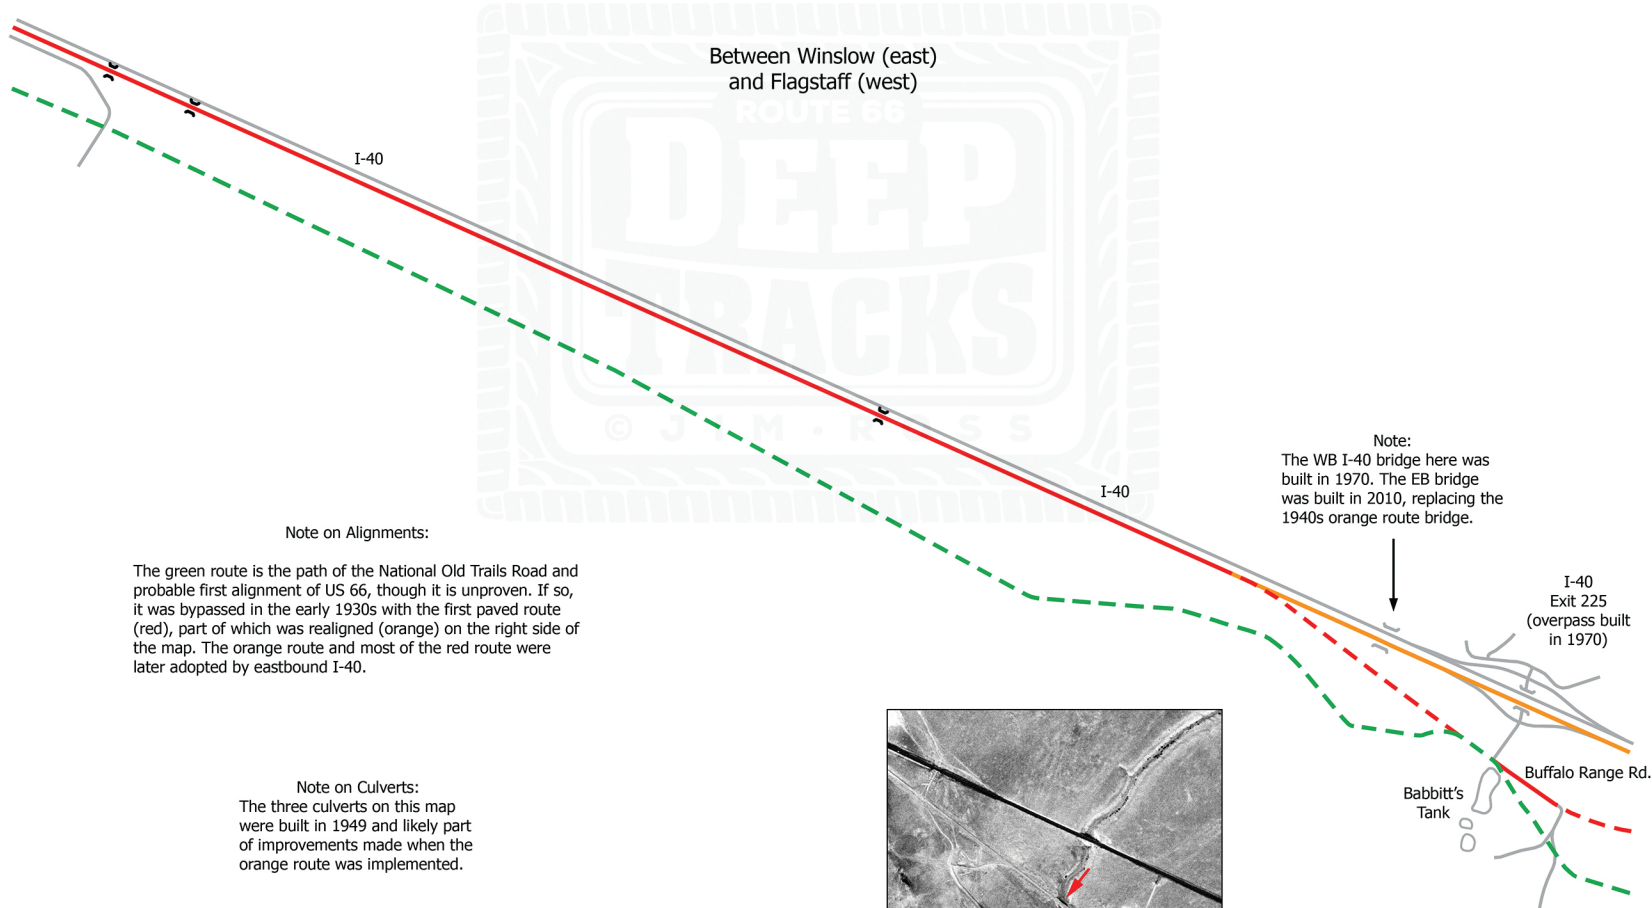 Between Winslow (east)
and Flagstaff (west)
ROUTE 66
DEEP
TRACKS
© JIM · ROSS
I-40
I-40
Note:
The WB I-40 bridge here was
built in 1970. The EB bridge
was built in 2010, replacing the
1940s orange route bridge.
I-40
Exit 225
(overpass built
in 1970)
Note on Alignments:
The green route is the path of the National Old Trails Road and
probable first alignment of US 66, though it is unproven. If so,
it was bypassed in the early 1930s with the first paved route
(red), part of which was realigned (orange) on the right side of
the map. The orange route and most of the red route were
later adopted by eastbound I-40.
Buffalo Range Rd.
Babbitt's
Tank
Note on Culverts:
The three culverts on this map
were built in 1949 and likely part
of improvements made when the
orange route was implemented.